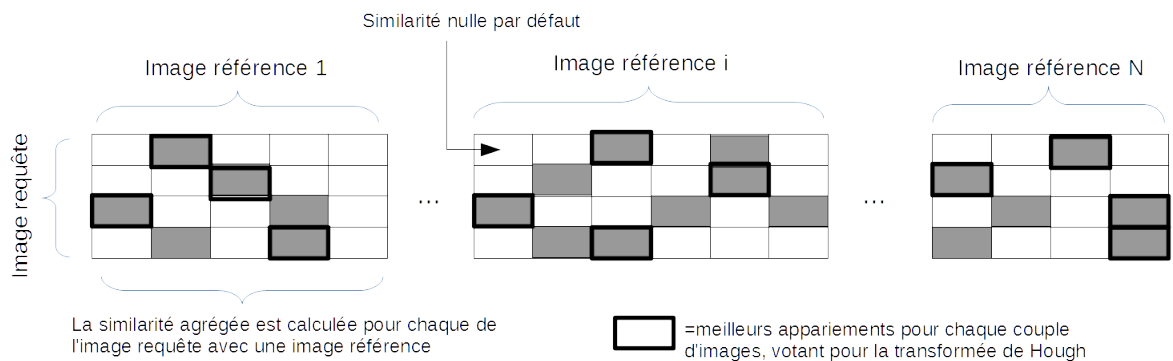 Similarité nulle par défaut
Image référence 1
Image référence i
Image référence N
Image requête
...
...
La similarité agrégée est calculée pour chaque de
l'image requête avec une image référence
=meilleurs appariements pour chaque couple
d'images, votant pour la transformée de Hough